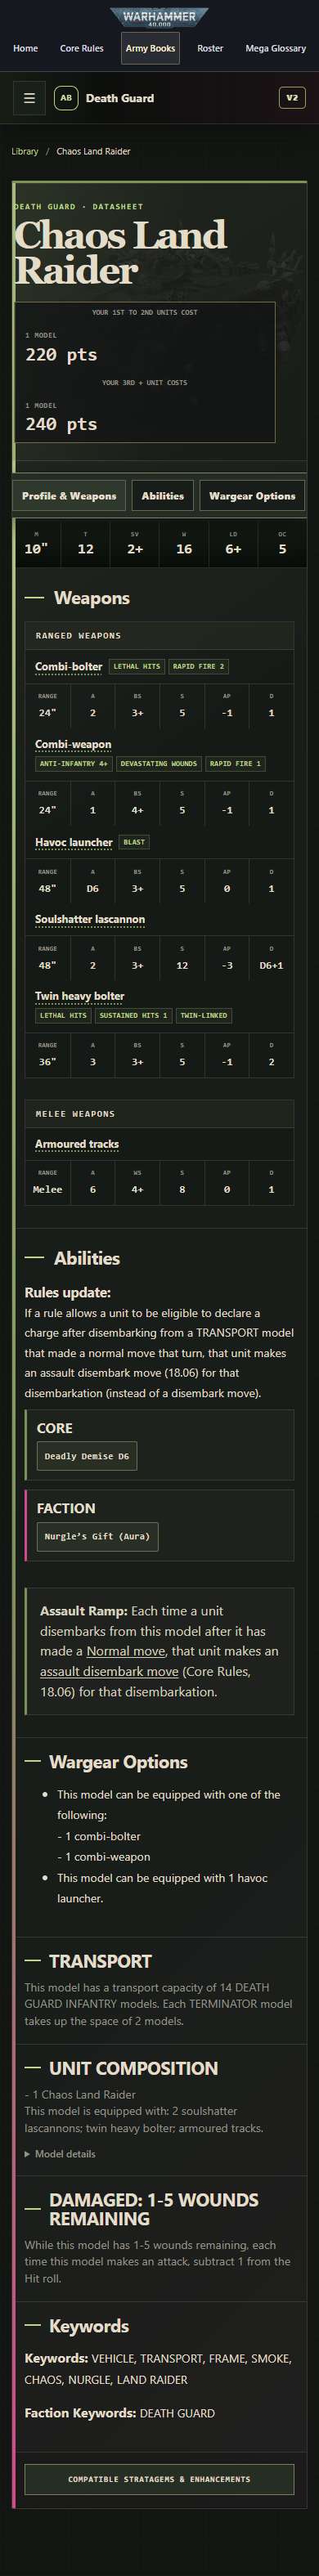 WARHAMMER
40,000
Home Core Rules Army Books Roster Mega Glossary
☰ AB Death Guard V2
Library / Chaos Land Raider
DEATH GUARD · DATASHEET
Chaos Land
Raider
YOUR 1ST TO 2ND UNITS COST
1 MODEL
220 pts
YOUR 3RD + UNIT COSTS
1 MODEL
240 pts
Profile & Weapons Abilities Wargear Options
M T SV W LD OC
10" 12 2+ 16 6+ 5
Weapons
RANGED WEAPONS
Combi-bolter LETHAL HITS RAPID FIRE 2
RANGE A BS S AP D
24" 2 3+ 5 -1 1
Combi-weapon
ANTI-INFANTRY 4+ DEVASTATING WOUNDS RAPID FIRE 1
RANGE A BS S AP D
24" 1 4+ 5 -1 1
Havoc launcher BLAST
RANGE A BS S AP D
48" D6 3+ 5 0 1
Soulshatter lascannon
RANGE A BS S AP D
48" 2 3+ 12 -3 D6+1
Twin heavy bolter
LETHAL HITS SUSTAINED HITS 1 TWIN-LINKED
RANGE A BS S AP D
36" 3 3+ 5 -1 2
MELEE WEAPONS
Armoured tracks
RANGE A WS S AP D
Melee 6 4+ 8 0 1
Abilities
Rules update:
If a rule allows a unit to be eligible to declare a
charge after disembarking from a TRANSPORT model
that made a normal move that turn, that unit makes
an assault disembark move (18.06) for that
disembarkation (instead of a disembark move).
CORE
Deadly Demise D6
FACTION
Nurgle's Gift (Aura)
Assault Ramp: Each time a unit
disembarks from this model after it has
made a Normal move, that unit makes an
assault disembark move (Core Rules,
18.06) for that disembarkation.
Wargear Options
• This model can be equipped with one of the
following:
- 1 combi-bolter
- 1 combi-weapon
• This model can be equipped with 1 havoc
launcher.
TRANSPORT
This model has a transport capacity of 14 DEATH
GUARD INFANTRY models. Each TERMINATOR model
takes up the space of 2 models.
UNIT COMPOSITION
- 1 Chaos Land Raider
This model is equipped with: 2 soulshatter
lascannons; twin heavy bolter; armoured tracks.
▶ Model details
DAMAGED: 1-5 WOUNDS
REMAINING
While this model has 1-5 wounds remaining, each
time this model makes an attack, subtract 1 from the
Hit roll.
Keywords
Keywords: VEHICLE, TRANSPORT, FRAME, SMOKE,
CHAOS, NURGLE, LAND RAIDER
Faction Keywords: DEATH GUARD
COMPATIBLE STRATAGEMS & ENHANCEMENTS